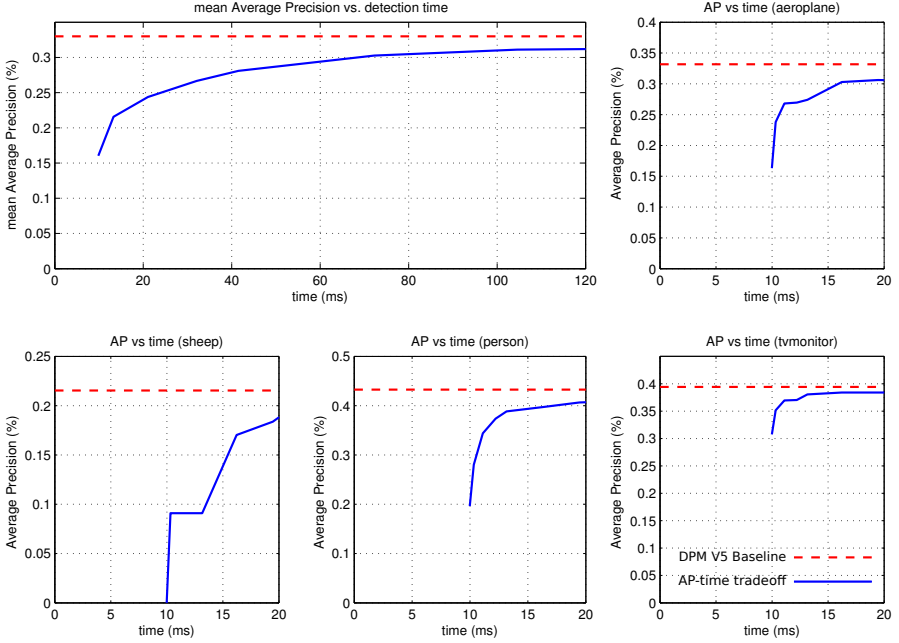 mean Average Precision vs. detection time
mean Average Precision (%)
0.3
0.25
0.2
0.15
0.1
0.05
0
0 20 40 60 80 100 120
time (ms)
AP vs time (aeroplane)
Average Precision (%)
0.4
0.35
0.3
0.25
0.2
0.15
0.1
0.05
0
0 5 10 15 20
time (ms)
AP vs time (sheep)
Average Precision (%)
0.25
0.2
0.15
0.1
0.05
0
0 5 10 15 20
time (ms)
AP vs time (person)
Average Precision (%)
0.5
0.4
0.3
0.2
0.1
0
0 5 10 15 20
time (ms)
AP vs time (tvmonitor)
Average Precision (%)
0.4
0.35
0.3
0.25
0.2
0.15
0.1
0.05
0
DPM V5 Baseline
AP-time tradeoff
0 5 10 15 20
time (ms)